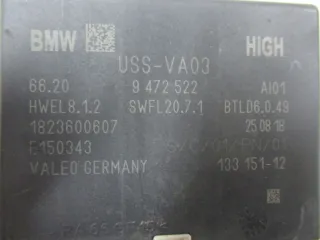 BMW HIGH
USS-VA03
66.20 9 472 522 AI01
HWEL8.1.2 SWFL20.7.1 BTLD6.0.49
1823600607 25.08.18
E150343
VALEO GERMANY 133 151-12